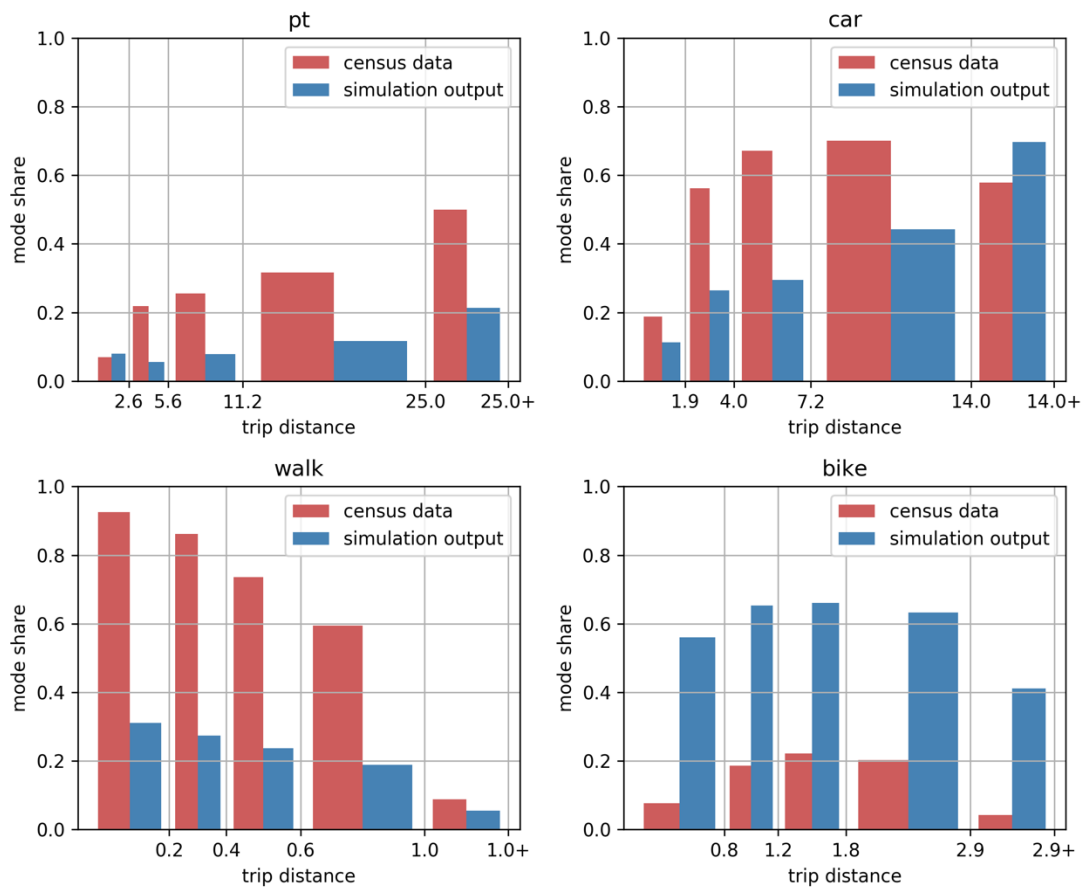 pt
1.0
0.8
0.6
0.4
0.2
0.0
mode share
census data
simulation output
2.6 5.6 11.2 25.0 25.0+
trip distance
car
1.0
0.8
0.6
0.4
0.2
0.0
mode share
census data
simulation output
1.9 4.0 7.2 14.0 14.0+
trip distance
walk
1.0
0.8
0.6
0.4
0.2
0.0
mode share
census data
simulation output
0.2 0.4 0.6 1.0 1.0+
trip distance
bike
1.0
0.8
0.6
0.4
0.2
0.0
mode share
census data
simulation output
0.8 1.2 1.8 2.9 2.9+
trip distance